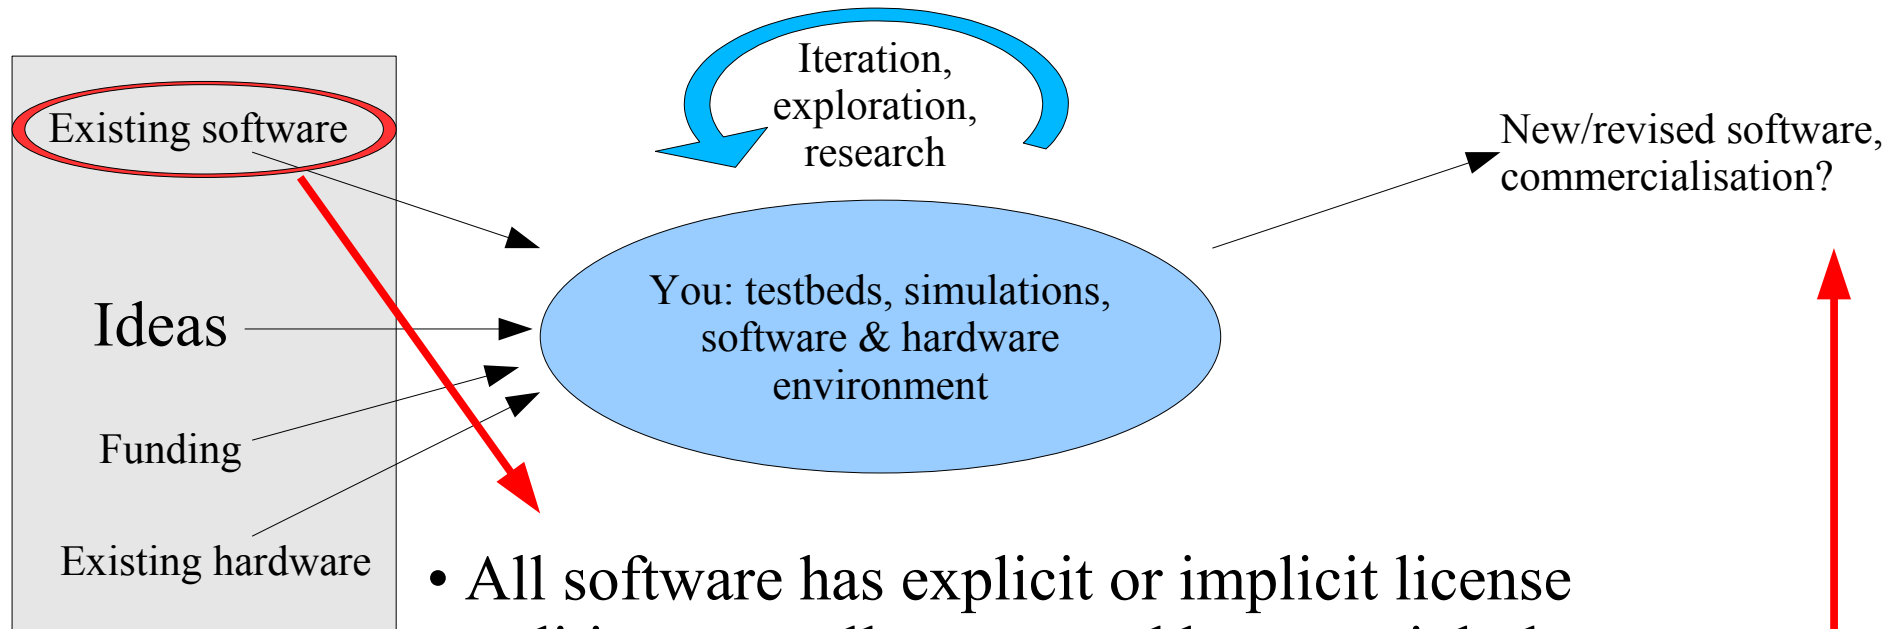 Iteration,
exploration,
research
Existing software
New/revised software,
commercialisation?
You: testbeds, simulations,
software & hardware
environment
Ideas
Funding
Existing hardware
• All software has explicit or implicit license